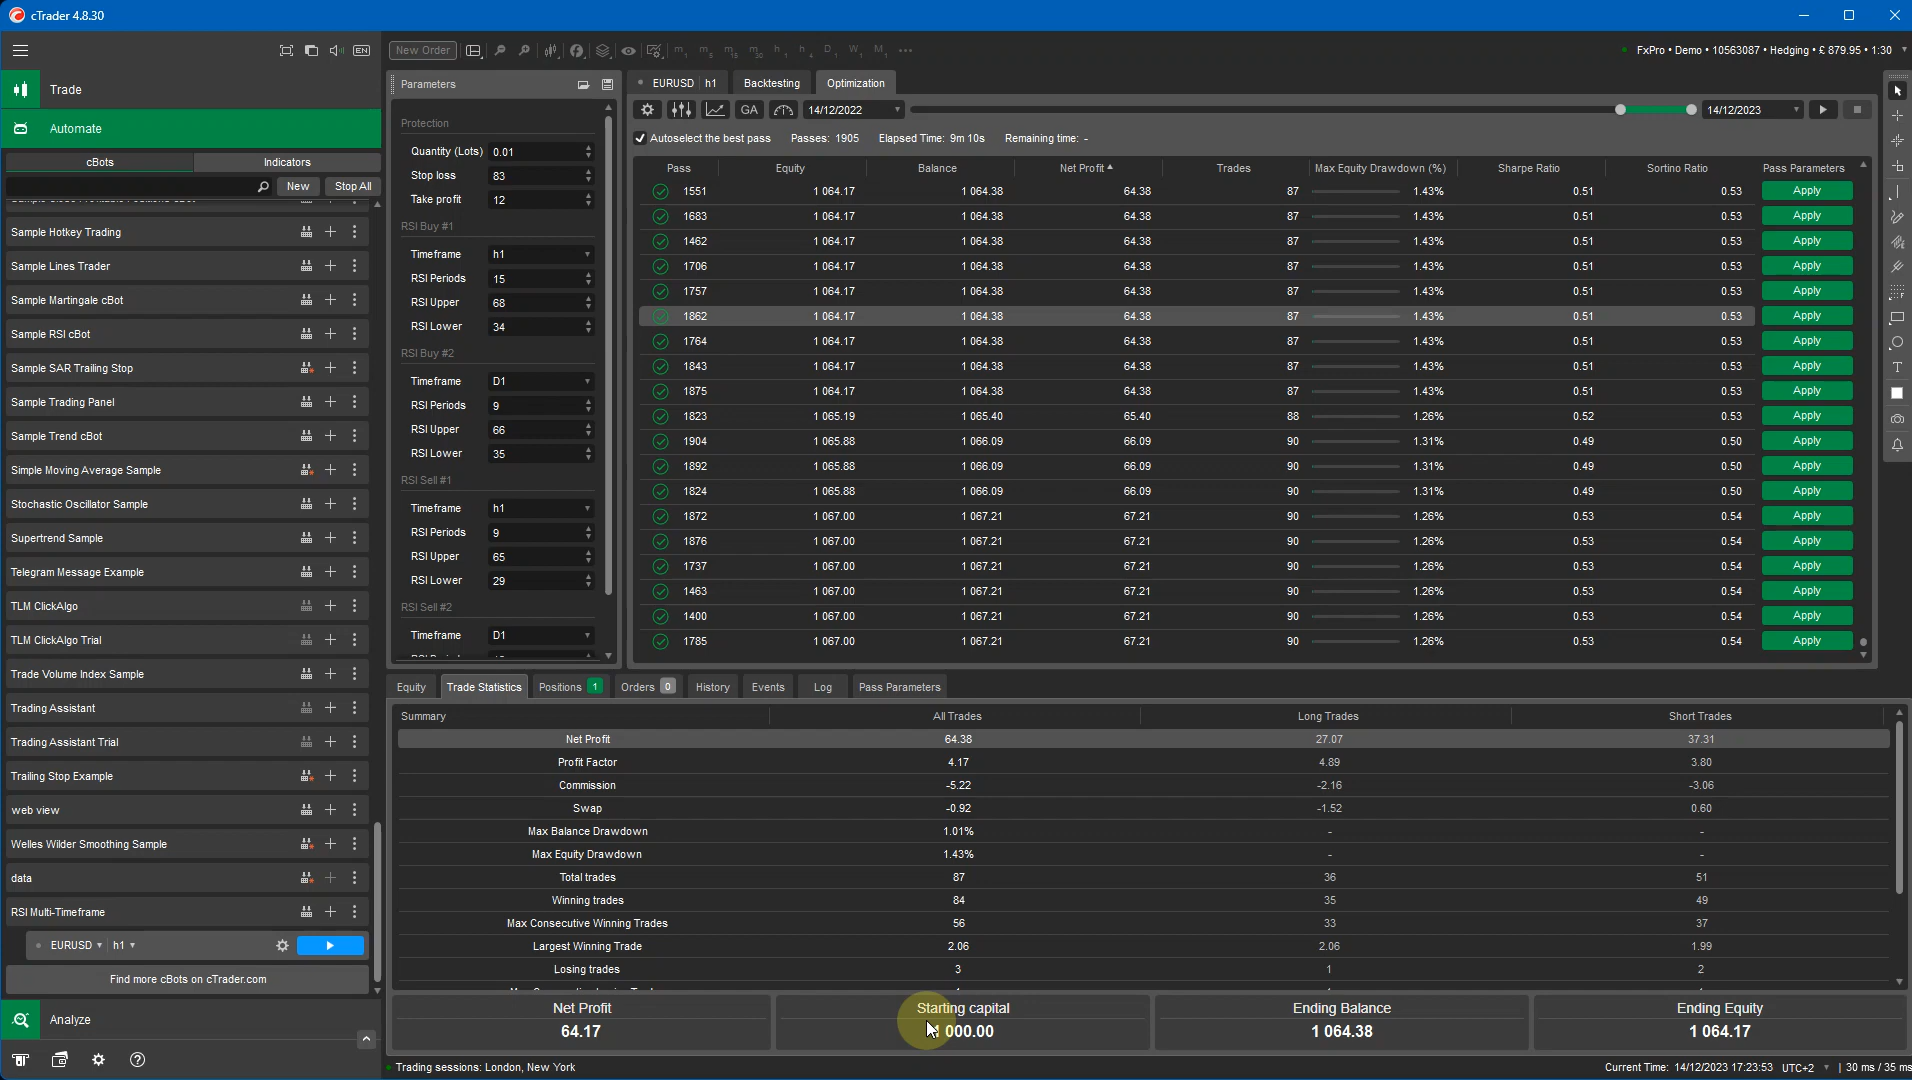 cTrader 4.8.30
EN
Trade
Automate
cBots
Indicators
New
Stop All
Sample Hotkey Trading
Sample Lines Trader
Sample Martingale cBot
Sample RSI cBot
Sample SAR Trailing Stop
Sample Trading Panel
Sample Trend cBot
Simple Moving Average Sample
Stochastic Oscillator Sample
Supertrend Sample
Telegram Message Example
TLM ClickAlgo
TLM ClickAlgo Trial
Trade Volume Index Sample
Trading Assistant
Trading Assistant Trial
Trailing Stop Example
web view
Welles Wilder Smoothing Sample
data
RSI Multi-Timeframe
EURUSD h1
Find more cBots on cTrader.com
Analyze
New Order
FxPro • Demo • 10563087 • Hedging • £ 879.95 • 1:30
Parameters
Protection
Quantity (Lots) 0.01
Stop loss 83
Take profit 12
RSI Buy #1
Timeframe h1
RSI Periods 15
RSI Upper 68
RSI Lower 34
RSI Buy #2
Timeframe D1
RSI Periods 9
RSI Upper 66
RSI Lower 35
RSI Sell #1
Timeframe h1
RSI Periods 9
RSI Upper 65
RSI Lower 29
RSI Sell #2
Timeframe D1
EURUSD h1 Backtesting Optimization
GA 14/12/2022 14/12/2023
Autoselect the best pass Passes: 1905 Elapsed Time: 9m 10s Remaining time: -
Pass Equity Balance Net Profit Trades Max Equity Drawdown (%) Sharpe Ratio Sortino Ratio Pass Parameters
1551 1 064.17 1 064.38 64.38 87 1.43% 0.51 0.53 Apply
1683 1 064.17 1 064.38 64.38 87 1.43% 0.51 0.53 Apply
1462 1 064.17 1 064.38 64.38 87 1.43% 0.51 0.53 Apply
1706 1 064.17 1 064.38 64.38 87 1.43% 0.51 0.53 Apply
1757 1 064.17 1 064.38 64.38 87 1.43% 0.51 0.53 Apply
1862 1 064.17 1 064.38 64.38 87 1.43% 0.51 0.53 Apply
1764 1 064.17 1 064.38 64.38 87 1.43% 0.51 0.53 Apply
1843 1 064.17 1 064.38 64.38 87 1.43% 0.51 0.53 Apply
1875 1 064.17 1 064.38 64.38 87 1.43% 0.51 0.53 Apply
1823 1 065.19 1 065.40 65.40 88 1.26% 0.52 0.53 Apply
1904 1 065.88 1 066.09 66.09 90 1.31% 0.49 0.50 Apply
1892 1 065.88 1 066.09 66.09 90 1.31% 0.49 0.50 Apply
1824 1 065.88 1 066.09 66.09 90 1.31% 0.49 0.50 Apply
1872 1 067.00 1 067.21 67.21 90 1.26% 0.53 0.54 Apply
1876 1 067.00 1 067.21 67.21 90 1.26% 0.53 0.54 Apply
1737 1 067.00 1 067.21 67.21 90 1.26% 0.53 0.54 Apply
1463 1 067.00 1 067.21 67.21 90 1.26% 0.53 0.54 Apply
1400 1 067.00 1 067.21 67.21 90 1.26% 0.53 0.54 Apply
1785 1 067.00 1 067.21 67.21 90 1.26% 0.53 0.54 Apply
Equity Trade Statistics Positions 1 Orders 0 History Events Log Pass Parameters
Summary All Trades Long Trades Short Trades
Net Profit 64.38 27.07 37.31
Profit Factor 4.17 4.89 3.80
Commission -5.22 -2.16 -3.06
Swap -0.92 -1.52 0.60
Max Balance Drawdown 1.01% - -
Max Equity Drawdown 1.43% - -
Total trades 87 36 51
Winning trades 84 35 49
Max Consecutive Winning Trades 56 33 37
Largest Winning Trade 2.06 2.06 1.99
Losing trades 3 1 2
Net Profit Starting capital Ending Balance Ending Equity
64.17 1 000.00 1 064.38 1 064.17
Trading sessions: London, New York
Current Time: 14/12/2023 17:23:53 UTC+2 | 30 ms / 35 ms